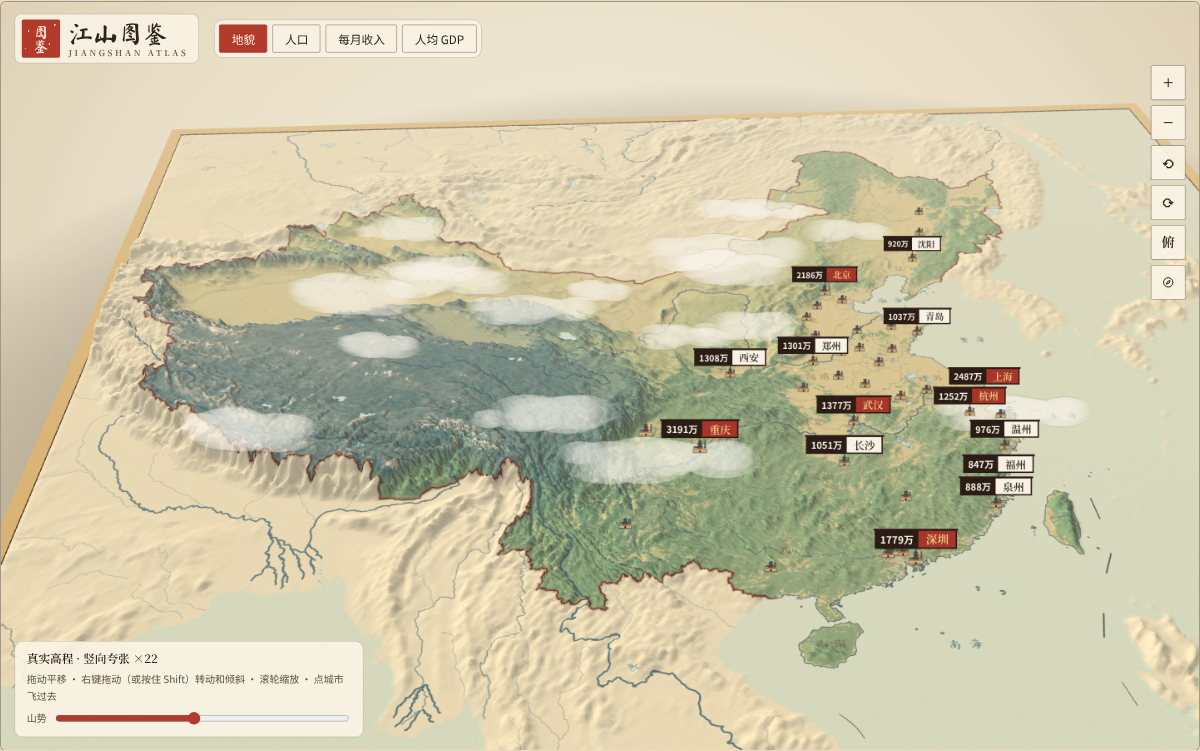 图鉴
江山图鉴
JIANGSHAN ATLAS
地貌
人口
每月收入
人均 GDP
+
−
俯
920万 沈阳
2186万 北京
1037万 青岛
1301万 郑州
1308万 西安
2487万 上海
1252万 杭州
1377万 武汉
3191万 重庆
976万 温州
1051万 长沙
847万 福州
888万 泉州
1779万 深圳
南海
真实高程 · 竖向夸张 ×22
拖动平移 · 右键拖动（或按住 Shift）转动和倾斜 · 滚轮缩放 · 点城市
飞过去
山势